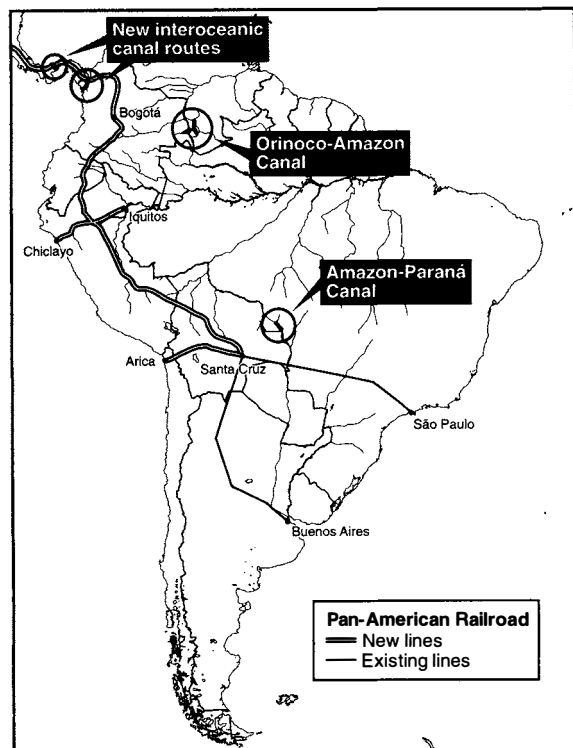 New interoceanic
canal routes
Bogotá
Orinoco-Amazon
Canal
Iquitos
Chiclayo
Amazon-Paraná
Canal
Arica
Santa Cruz
São Paulo
Buenos Aires
Pan-American Railroad
New lines
Existing lines